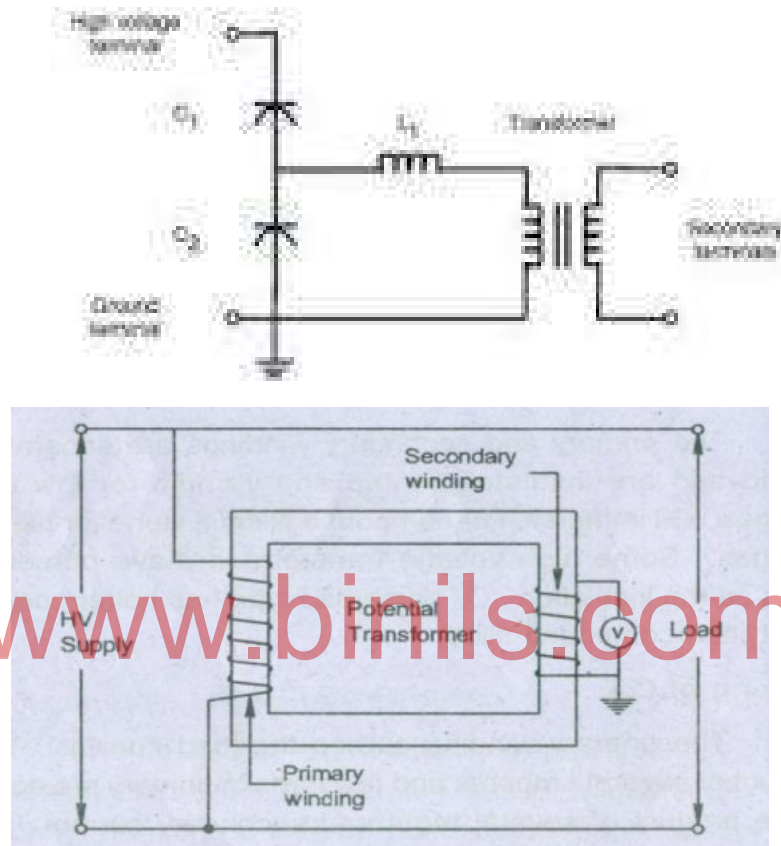 High voltage
terminal
C1
L1
Transformer
C2
Secondary
terminals
Ground
terminal
Secondary
winding
HV
Supply
Potential
Transformer
V
Load
www.binils.com
Primary
winding